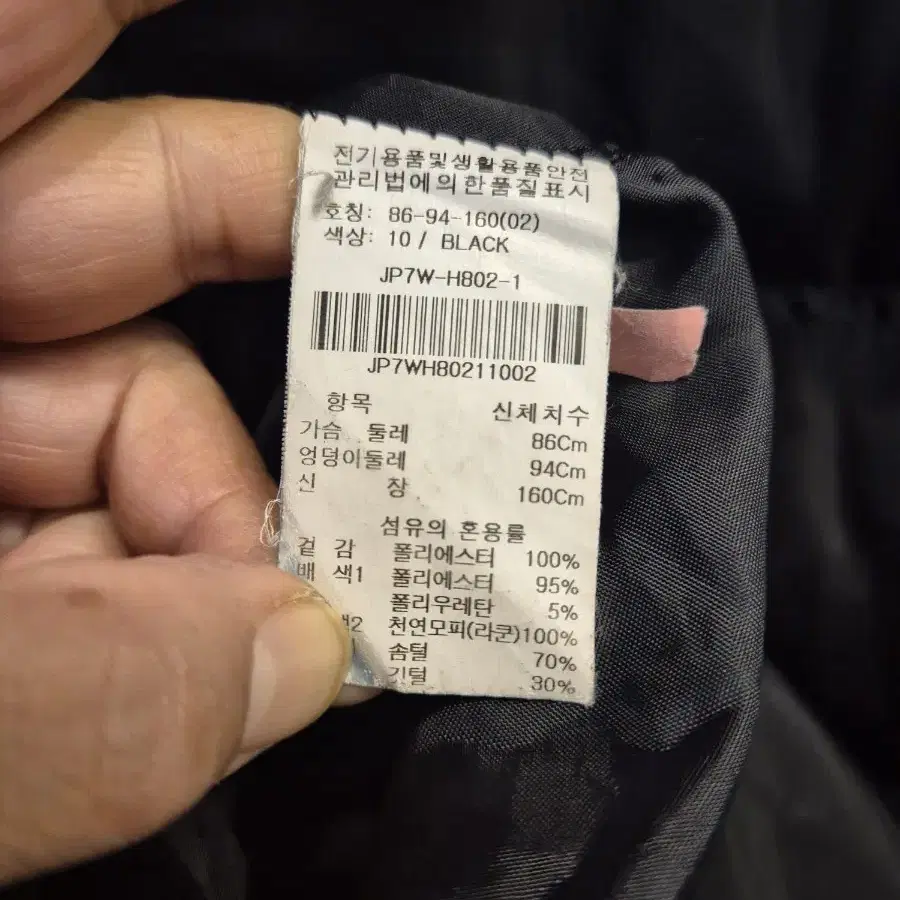 전기용품및생활용품안전
관리법에의한품질표시
호칭: 86-94-160(02)
색상: 10 / BLACK
JP7W-H802-1
JP7WH80211002
항목 신체치수
가슴 둘레 86Cm
엉덩이둘레 94Cm
신 장 160Cm
섬유의 혼용률
겉 감 폴리에스터 100%
배 색1 폴리에스터 95%
폴리우레탄 5%
천연모피(라쿤)100%
솜털 70%
깃털 30%